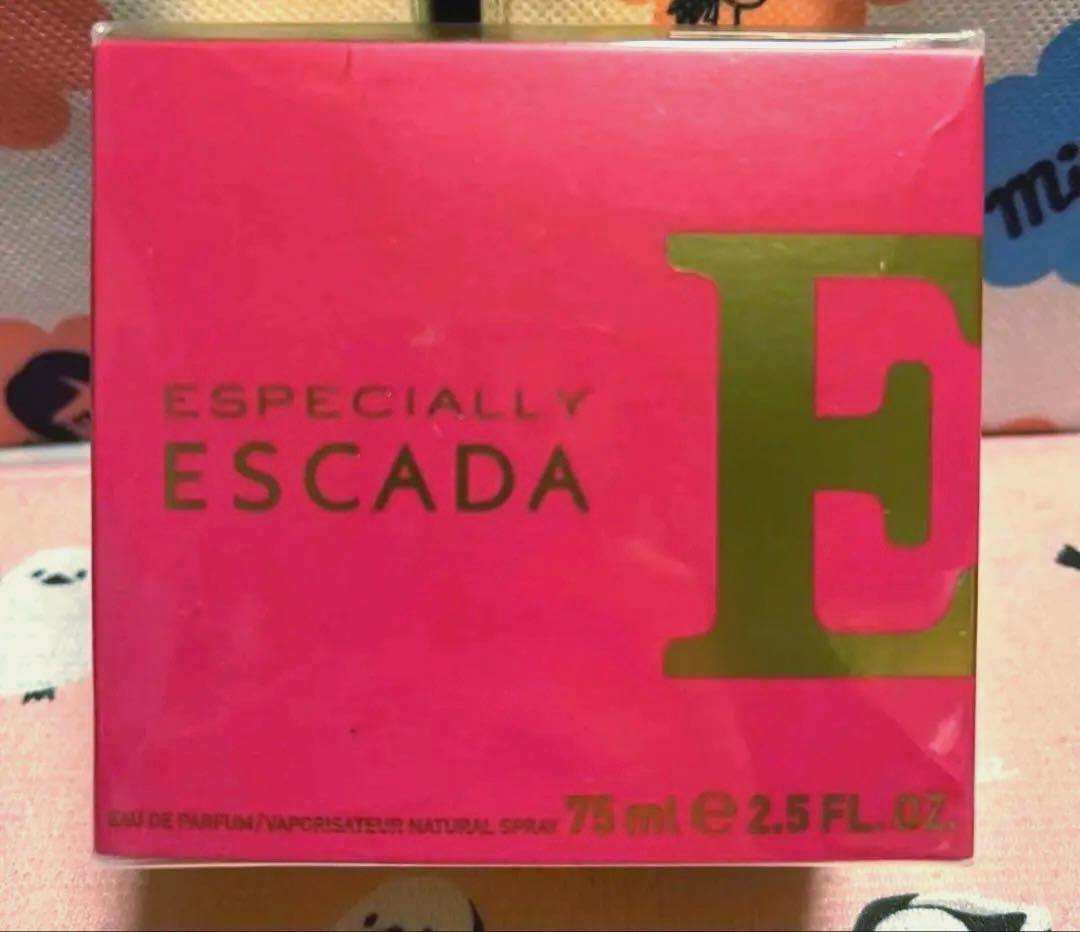 ESPECIALLY
ESCADA
E
EAU DE PARFUM/VAPORISATEUR NATURAL SPRAY 75 ml e 2.5 FL. OZ.